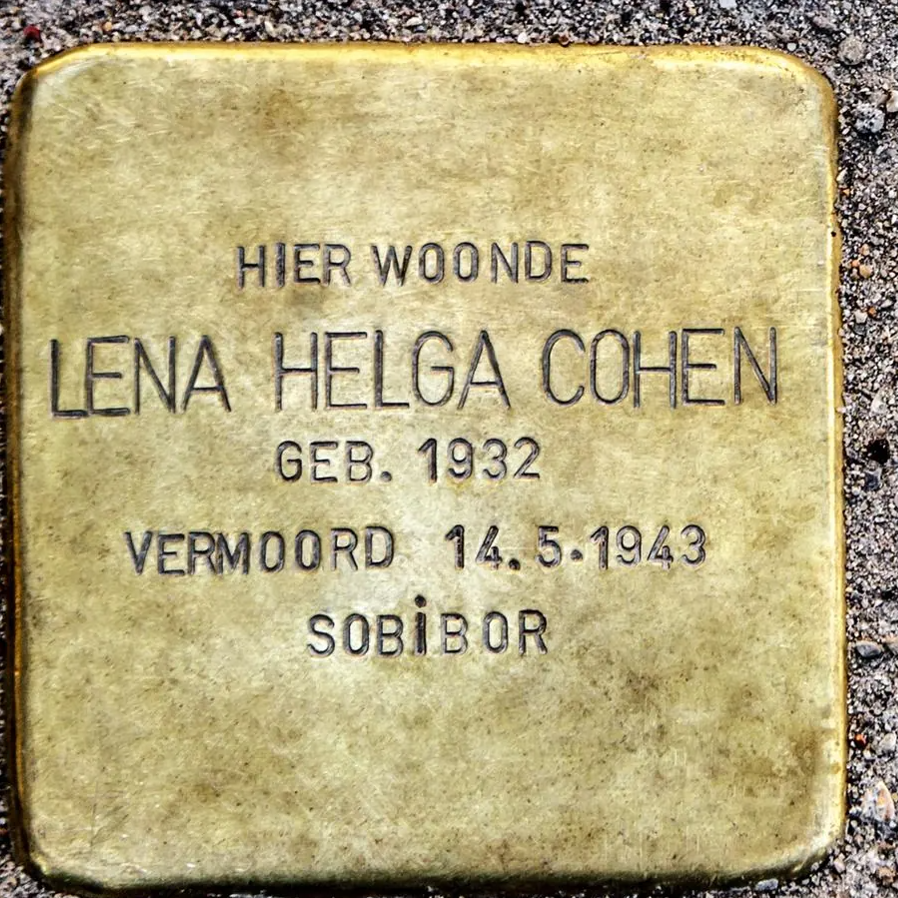 HIER WOONDE
LENA HELGA COHEN
GEB. 1932
VERMOORD 14.5.1943
SOBiBOR